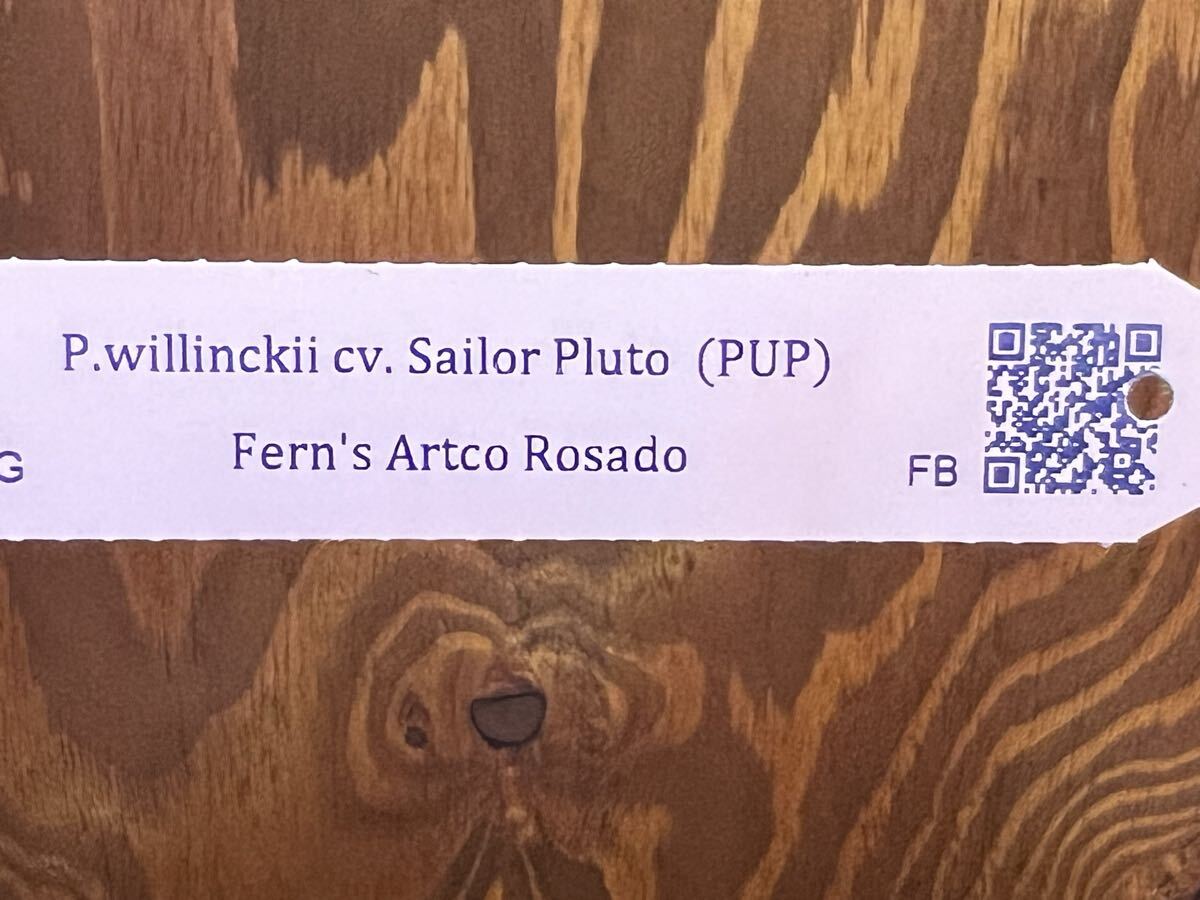 P.willinckii cv. Sailor Pluto (PUP)
Fern's Artco Rosado
G
FB